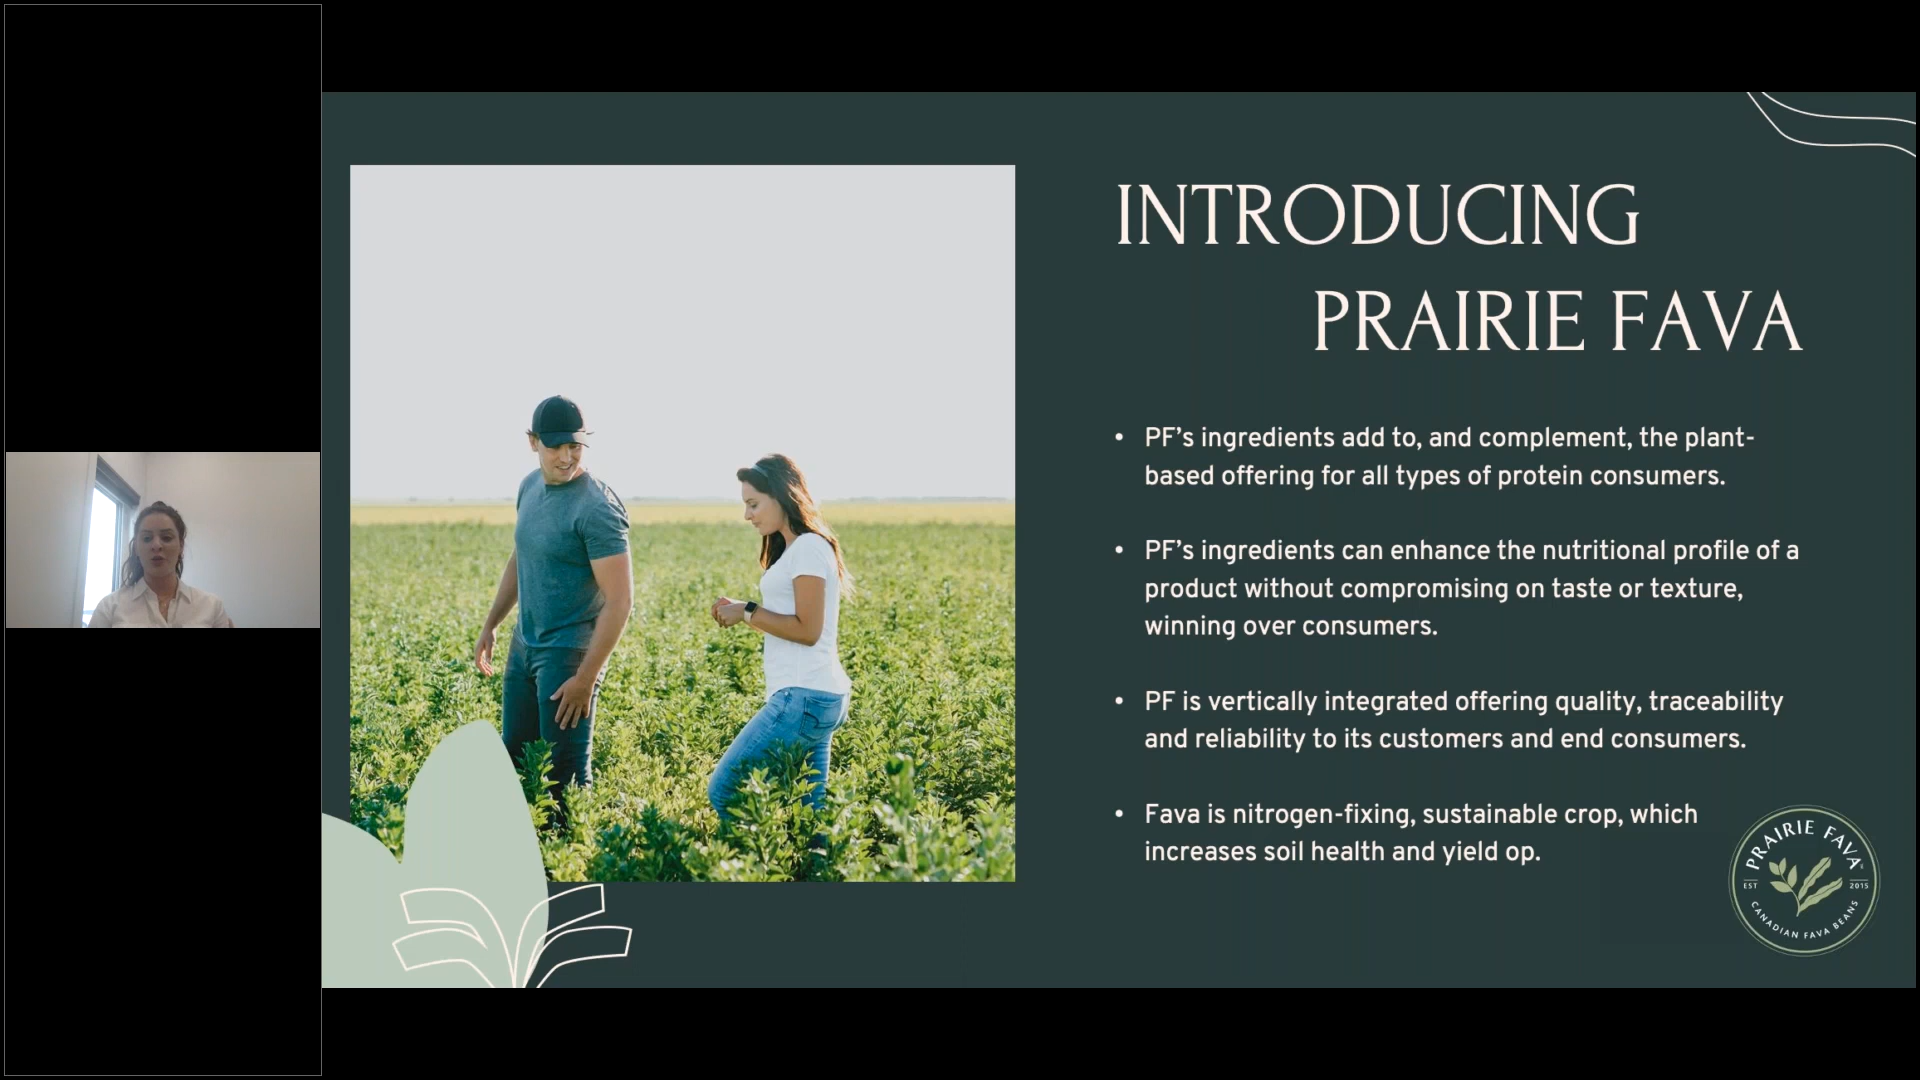 INTRODUCING
PRAIRIE FAVA
• PF’s ingredients add to, and complement, the plant-
based offering for all types of protein consumers.
• PF’s ingredients can enhance the nutritional profile of a
product without compromising on taste or texture,
winning over consumers.
• PF is vertically integrated offering quality, traceability
and reliability to its customers and end consumers.
• Fava is nitrogen-fixing, sustainable crop, which
increases soil health and yield op.
PRAIRIE FAVA
EST 2015
CANADIAN FAVA BEANS